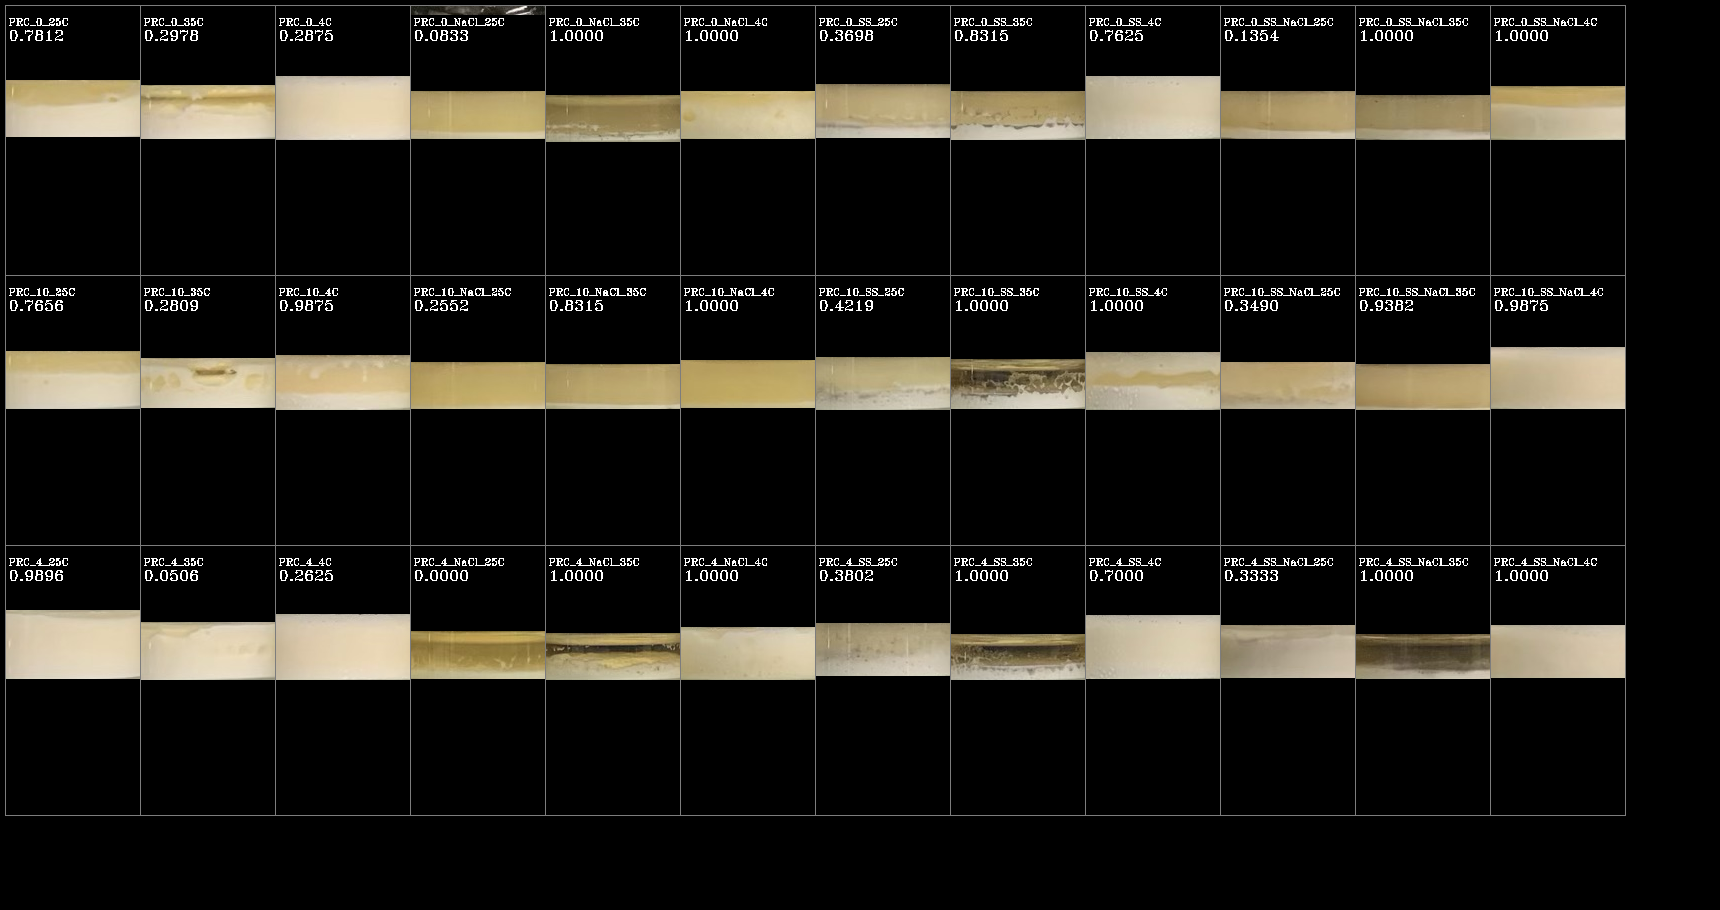 PRC_0_25C
0.7812
PRC_0_35C
0.2978
PRC_0_4C
0.2875
PRC_0_NaCl_25C
0.0833
PRC_0_NaCl_35C
1.0000
PRC_0_NaCl_4C
1.0000
PRC_0_SS_25C
0.3698
PRC_0_SS_35C
0.8315
PRC_0_SS_4C
0.7625
PRC_0_SS_NaCl_25C
0.1354
PRC_0_SS_NaCl_35C
1.0000
PRC_0_SS_NaCl_4C
1.0000
PRC_10_25C
0.7656
PRC_10_35C
0.2809
PRC_10_4C
0.9875
PRC_10_NaCl_25C
0.2552
PRC_10_NaCl_35C
0.8315
PRC_10_NaCl_4C
1.0000
PRC_10_SS_25C
0.4219
PRC_10_SS_35C
1.0000
PRC_10_SS_4C
1.0000
PRC_10_SS_NaCl_25C
0.3490
PRC_10_SS_NaCl_35C
0.9382
PRC_10_SS_NaCl_4C
0.9875
PRC_4_25C
0.9896
PRC_4_35C
0.0506
PRC_4_4C
0.2625
PRC_4_NaCl_25C
0.0000
PRC_4_NaCl_35C
1.0000
PRC_4_NaCl_4C
1.0000
PRC_4_SS_25C
0.3802
PRC_4_SS_35C
1.0000
PRC_4_SS_4C
0.7000
PRC_4_SS_NaCl_25C
0.3333
PRC_4_SS_NaCl_35C
1.0000
PRC_4_SS_NaCl_4C
1.0000